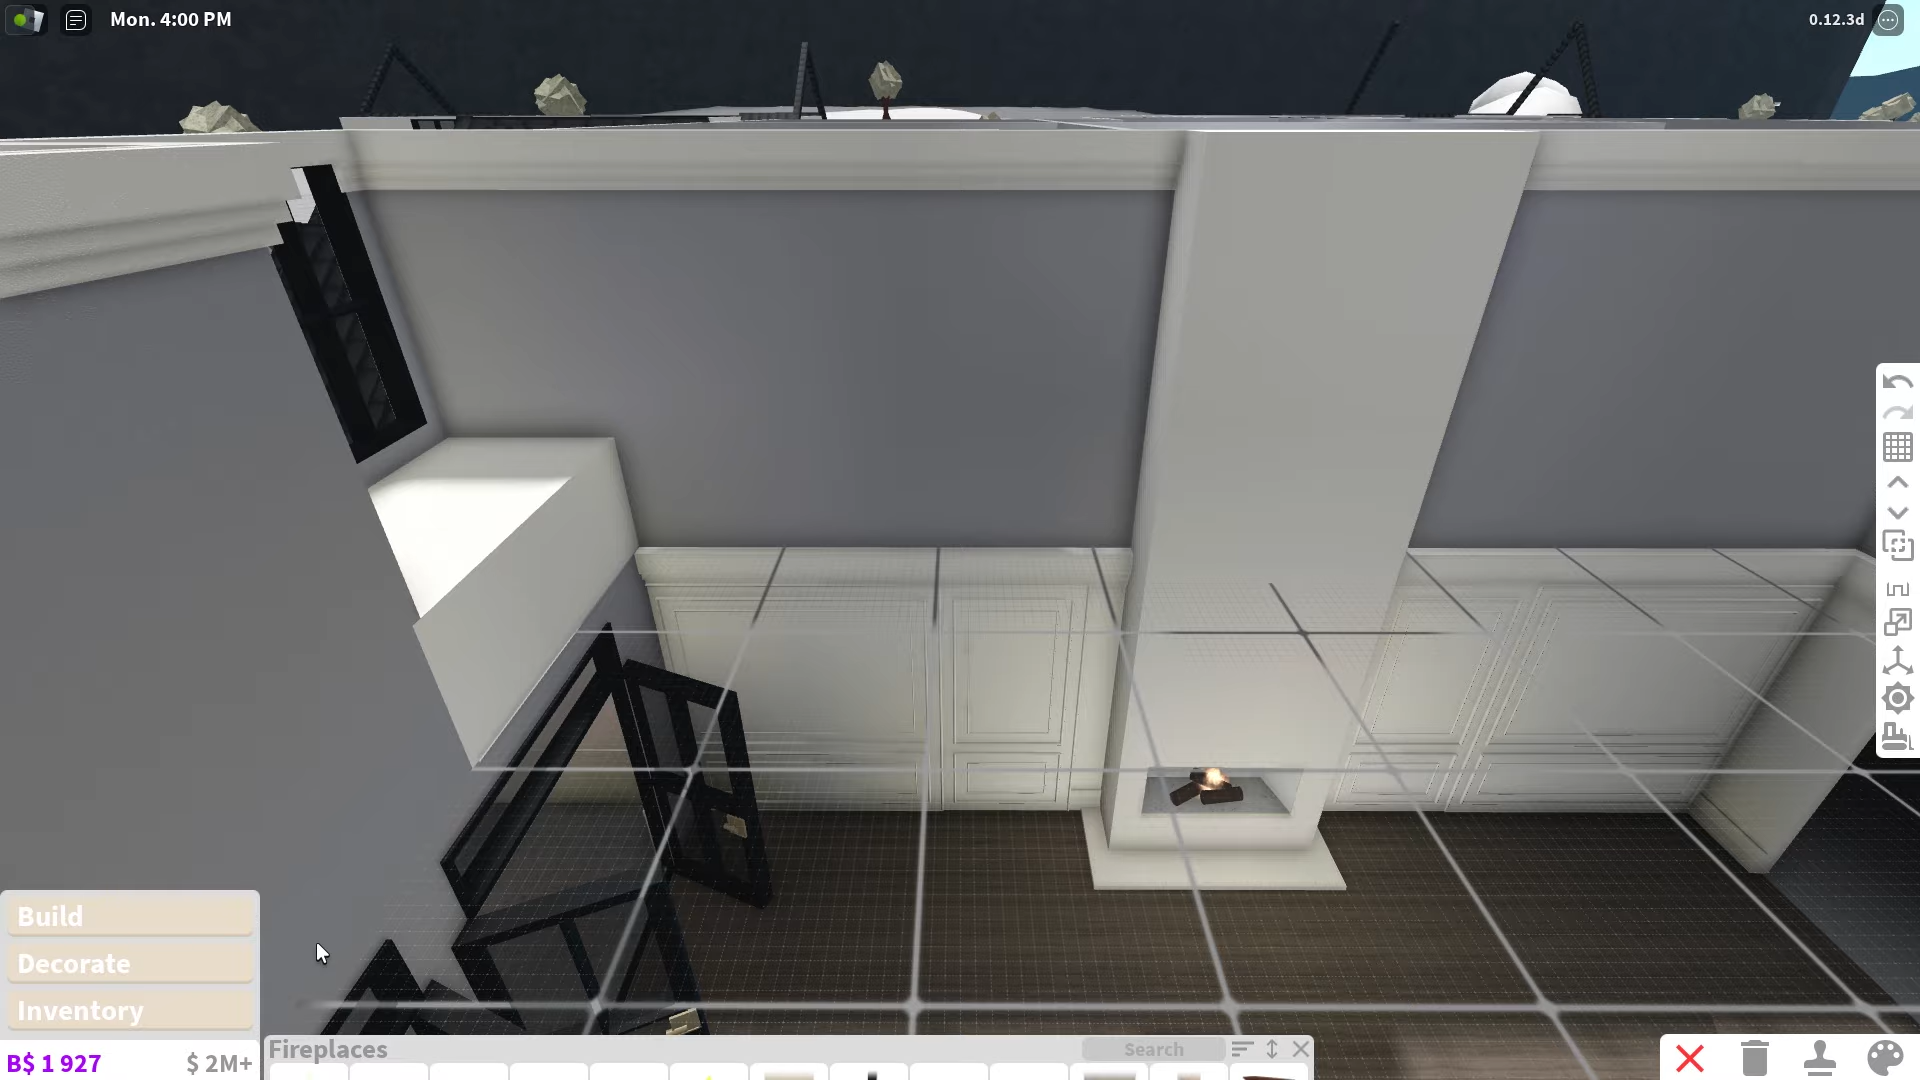 Mon. 4:00 PM
0.12.3d
Build
Decorate
Inventory
B$ 1 927
$ 2M+
Fireplaces
Search